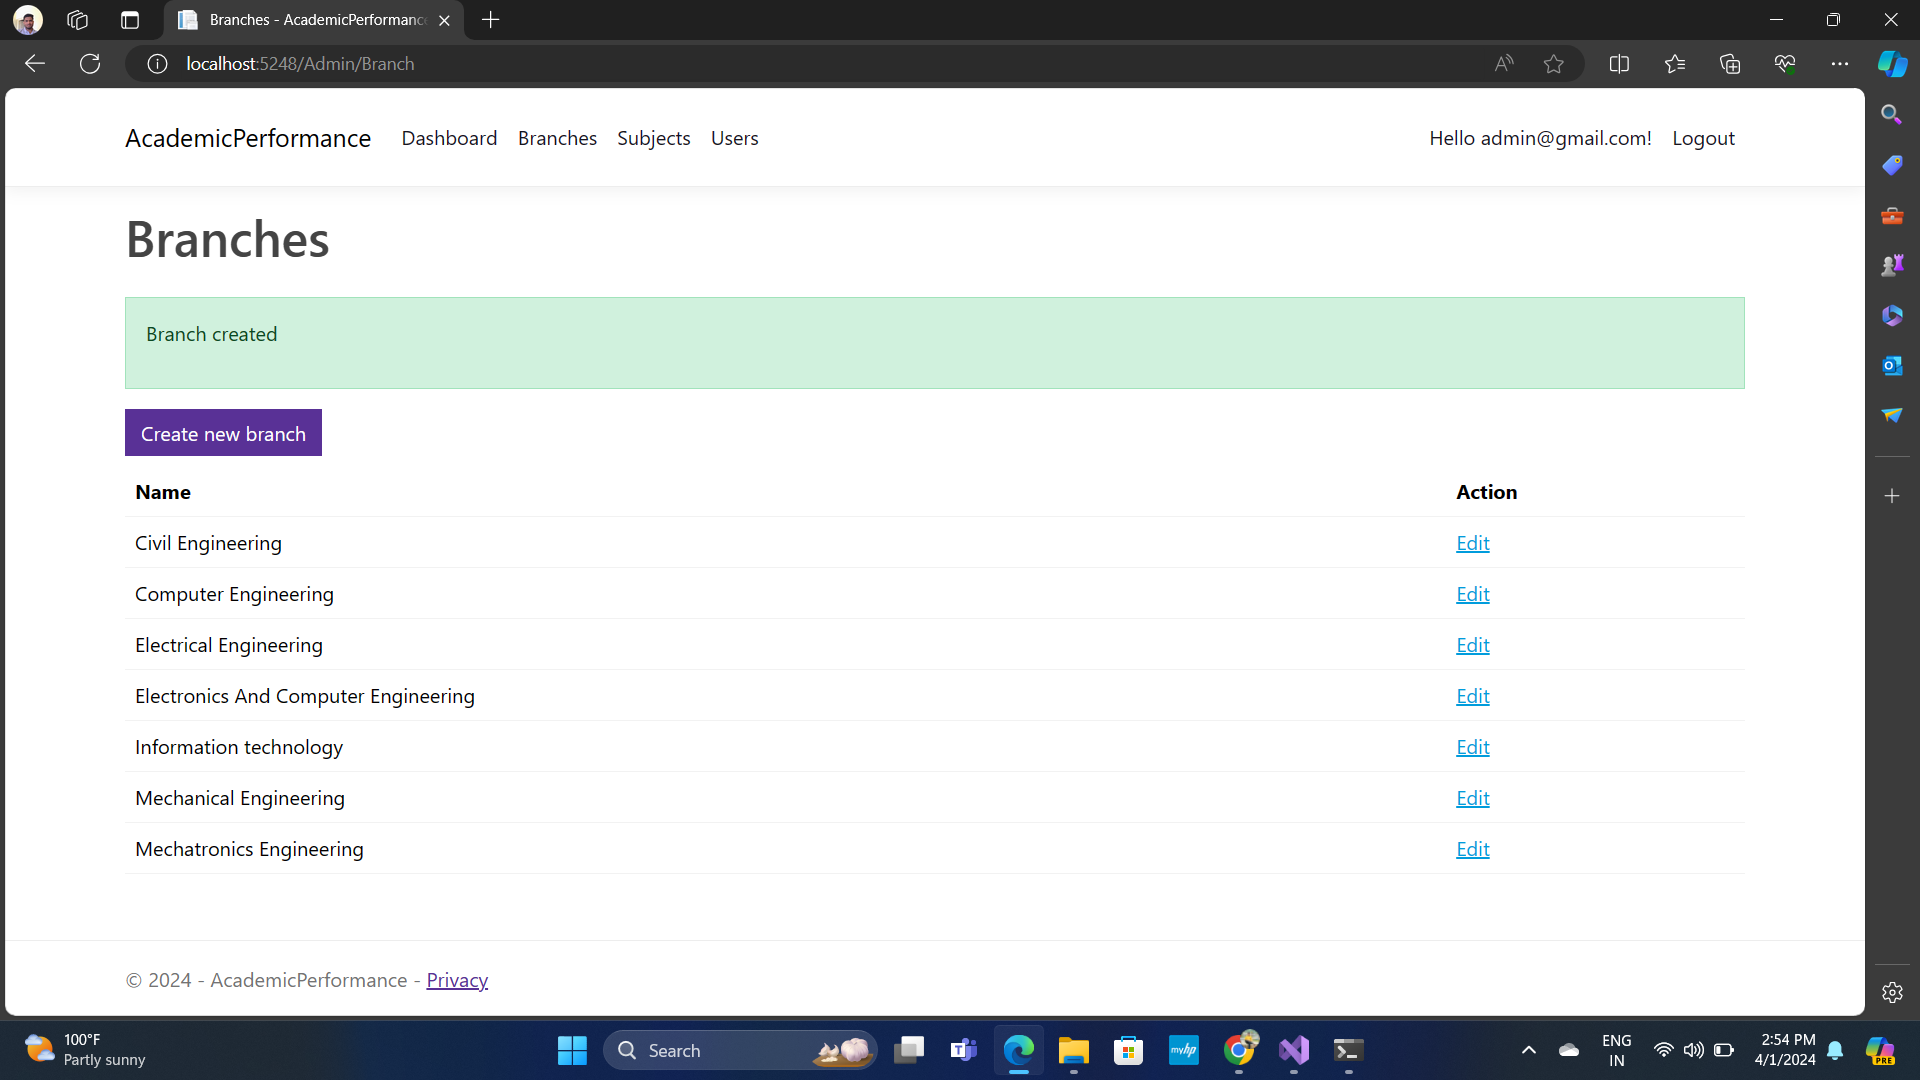 Branches - AcademicPerformance
localhost:5248/Admin/Branch
AcademicPerformance Dashboard Branches Subjects Users Hello admin@gmail.com! Logout
Branches
Branch created
Create new branch
Name Action
Civil Engineering Edit
Computer Engineering Edit
Electrical Engineering Edit
Electronics And Computer Engineering Edit
Information technology Edit
Mechanical Engineering Edit
Mechatronics Engineering Edit
© 2024 - AcademicPerformance - Privacy
100°F
Partly sunny
Search
myhp
ENG
IN
2:54 PM
4/1/2024
PRE